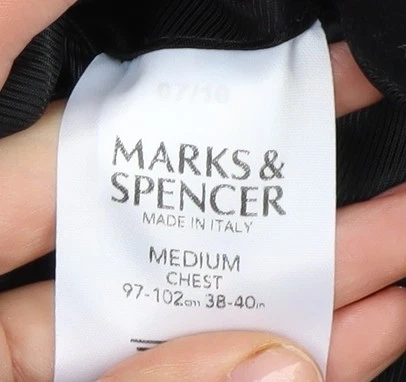 MARKS &
SPENCER
MADE IN ITALY
MEDIUM
CHEST
97-102cm 38-40in